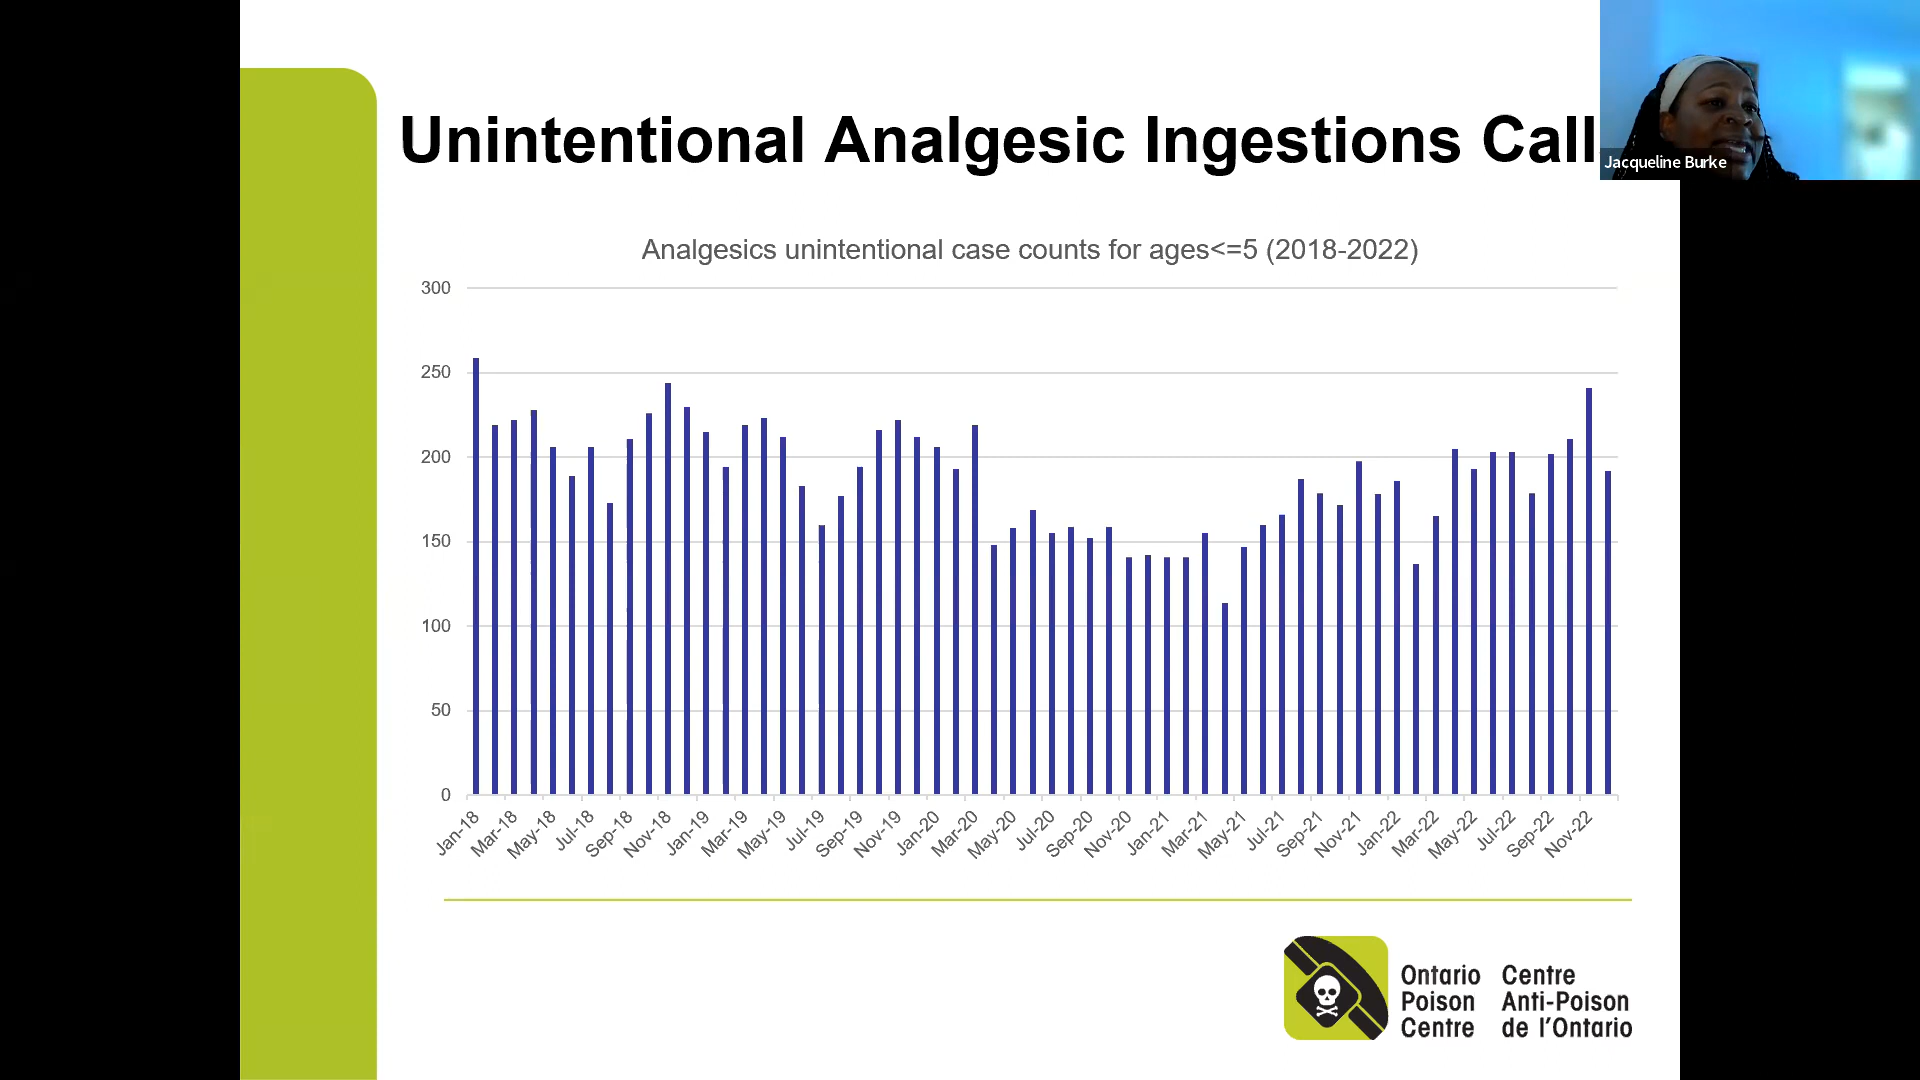 Unintentional Analgesic Ingestions Call
Jacqueline Burke
Analgesics unintentional case counts for ages<=5 (2018-2022)
300
250
200
150
100
50
0
Jan-18
Mar-18
May-18
Jul-18
Sep-18
Nov-18
Jan-19
Mar-19
May-19
Jul-19
Sep-19
Nov-19
Jan-20
Mar-20
May-20
Jul-20
Sep-20
Nov-20
Jan-21
Mar-21
May-21
Jul-21
Sep-21
Nov-21
Jan-22
Mar-22
May-22
Jul-22
Sep-22
Nov-22
Ontario
Poison
Centre
Centre
Anti-Poison
de l'Ontario